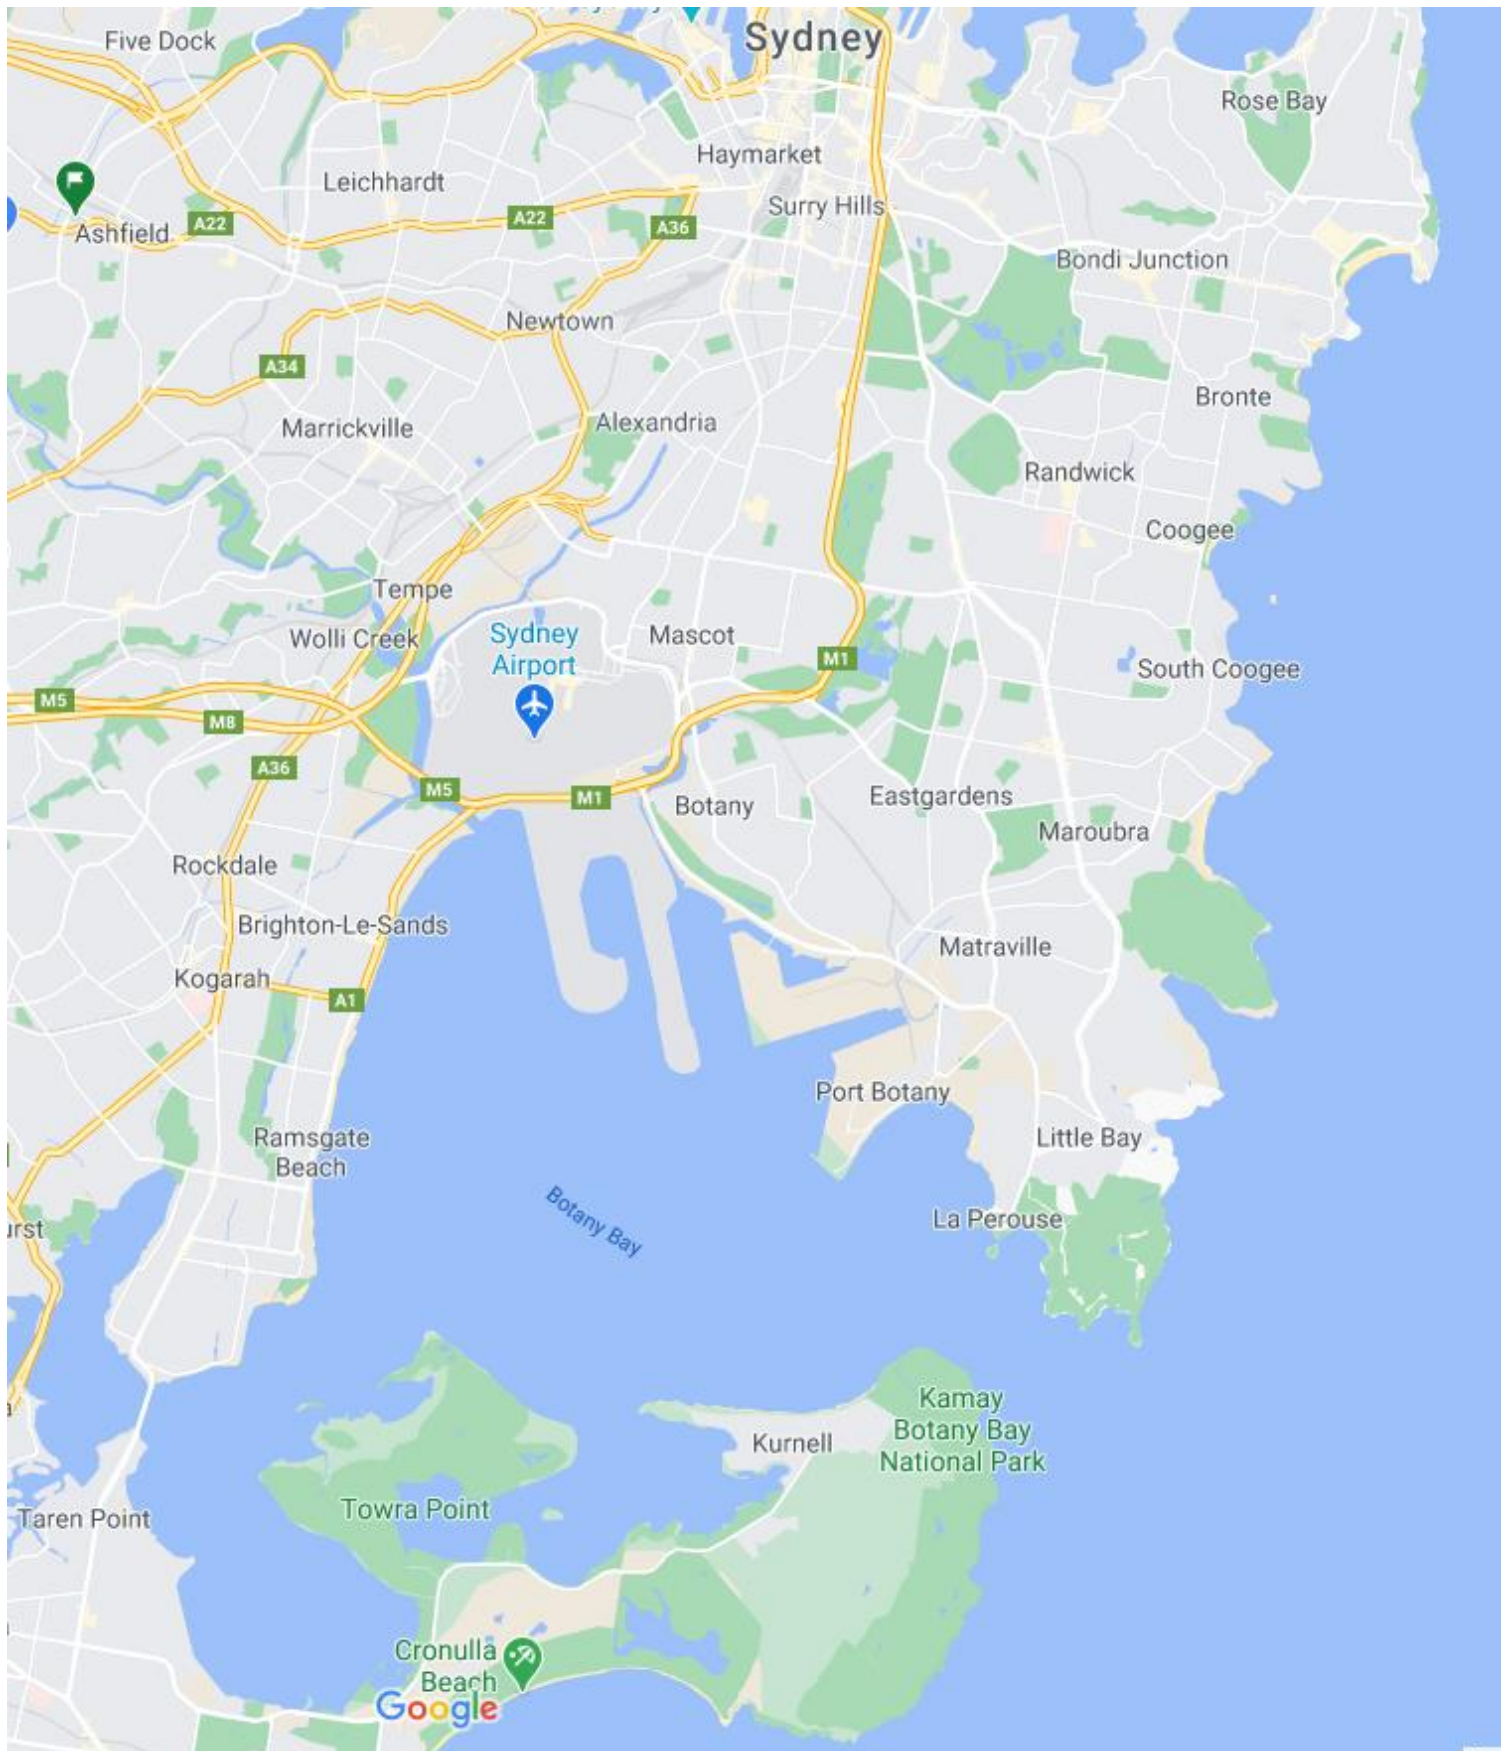 Five Dock
Sydney
Rose Bay
Haymarket
Leichhardt
Surry Hills
A22
A22
A36
Ashfield
Bondi Junction
Newtown
A34
Bronte
Marrickville
Alexandria
Randwick
Coogee
Tempe
Wolli Creek
Sydney
Airport
Mascot
M1
South Coogee
M5
M8
A36
M5
M1
Botany
Eastgardens
Maroubra
Rockdale
Brighton-Le-Sands
Matraville
Kogarah
A1
Port Botany
Ramsgate
Beach
Little Bay
Botany Bay
La Perouse
urst
Kamay
Botany Bay
National Park
Kurnell
Towra Point
Taren Point
Cronulla
Beach
Google